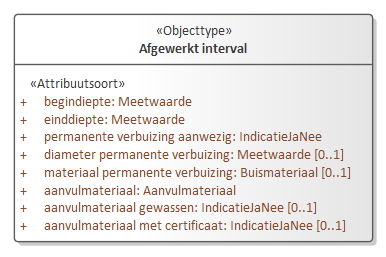 «Objecttype»
Afgewerkt interval
«Attribuutsoort»
+ begindiepte: Meetwaarde
+ einddiepte: Meetwaarde
+ permanente verbuizing aanwezig: IndicatieJaNee
+ diameter permanente verbuizing: Meetwaarde [0..1]
+ materiaal permanente verbuizing: Buismateriaal [0..1]
+ aanvulmateriaal: Aanvulmateriaal
+ aanvulmateriaal gewassen: IndicatieJaNee [0..1]
+ aanvulmateriaal met certificaat: IndicatieJaNee [0..1]